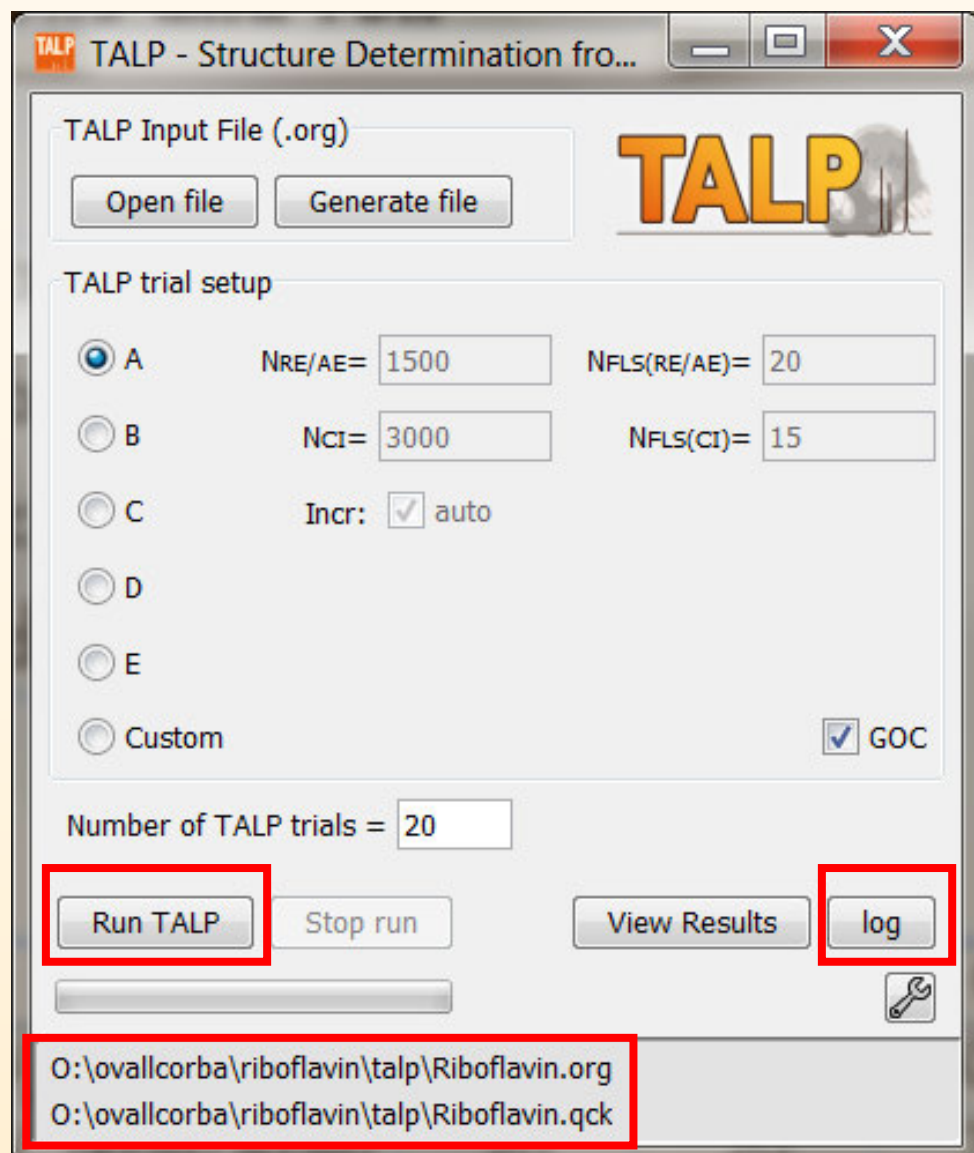 TALP TALP - Structure Determination fro...
TALP Input File (.org)
Open file Generate file
TALP
TALP trial setup
A NRE/AE= 1500 NFLS(RE/AE)= 20
B NCI= 3000 NFLS(CI)= 15
C Incr: auto
D
E
Custom GOC
Number of TALP trials = 20
Run TALP Stop run View Results log
O:\ovallcorba\riboflavin\talp\Riboflavin.org
O:\ovallcorba\riboflavin\talp\Riboflavin.qck